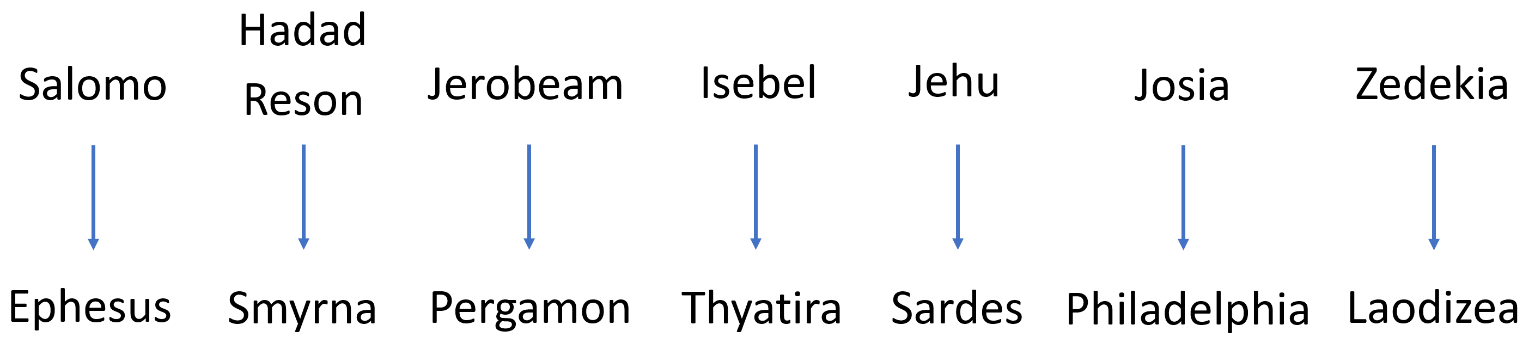 Salomo
Hadad
Reson
Jerobeam
Isebel
Jehu
Josia
Zedekia
Ephesus
Smyrna
Pergamon
Thyatira
Sardes
Philadelphia
Laodizea